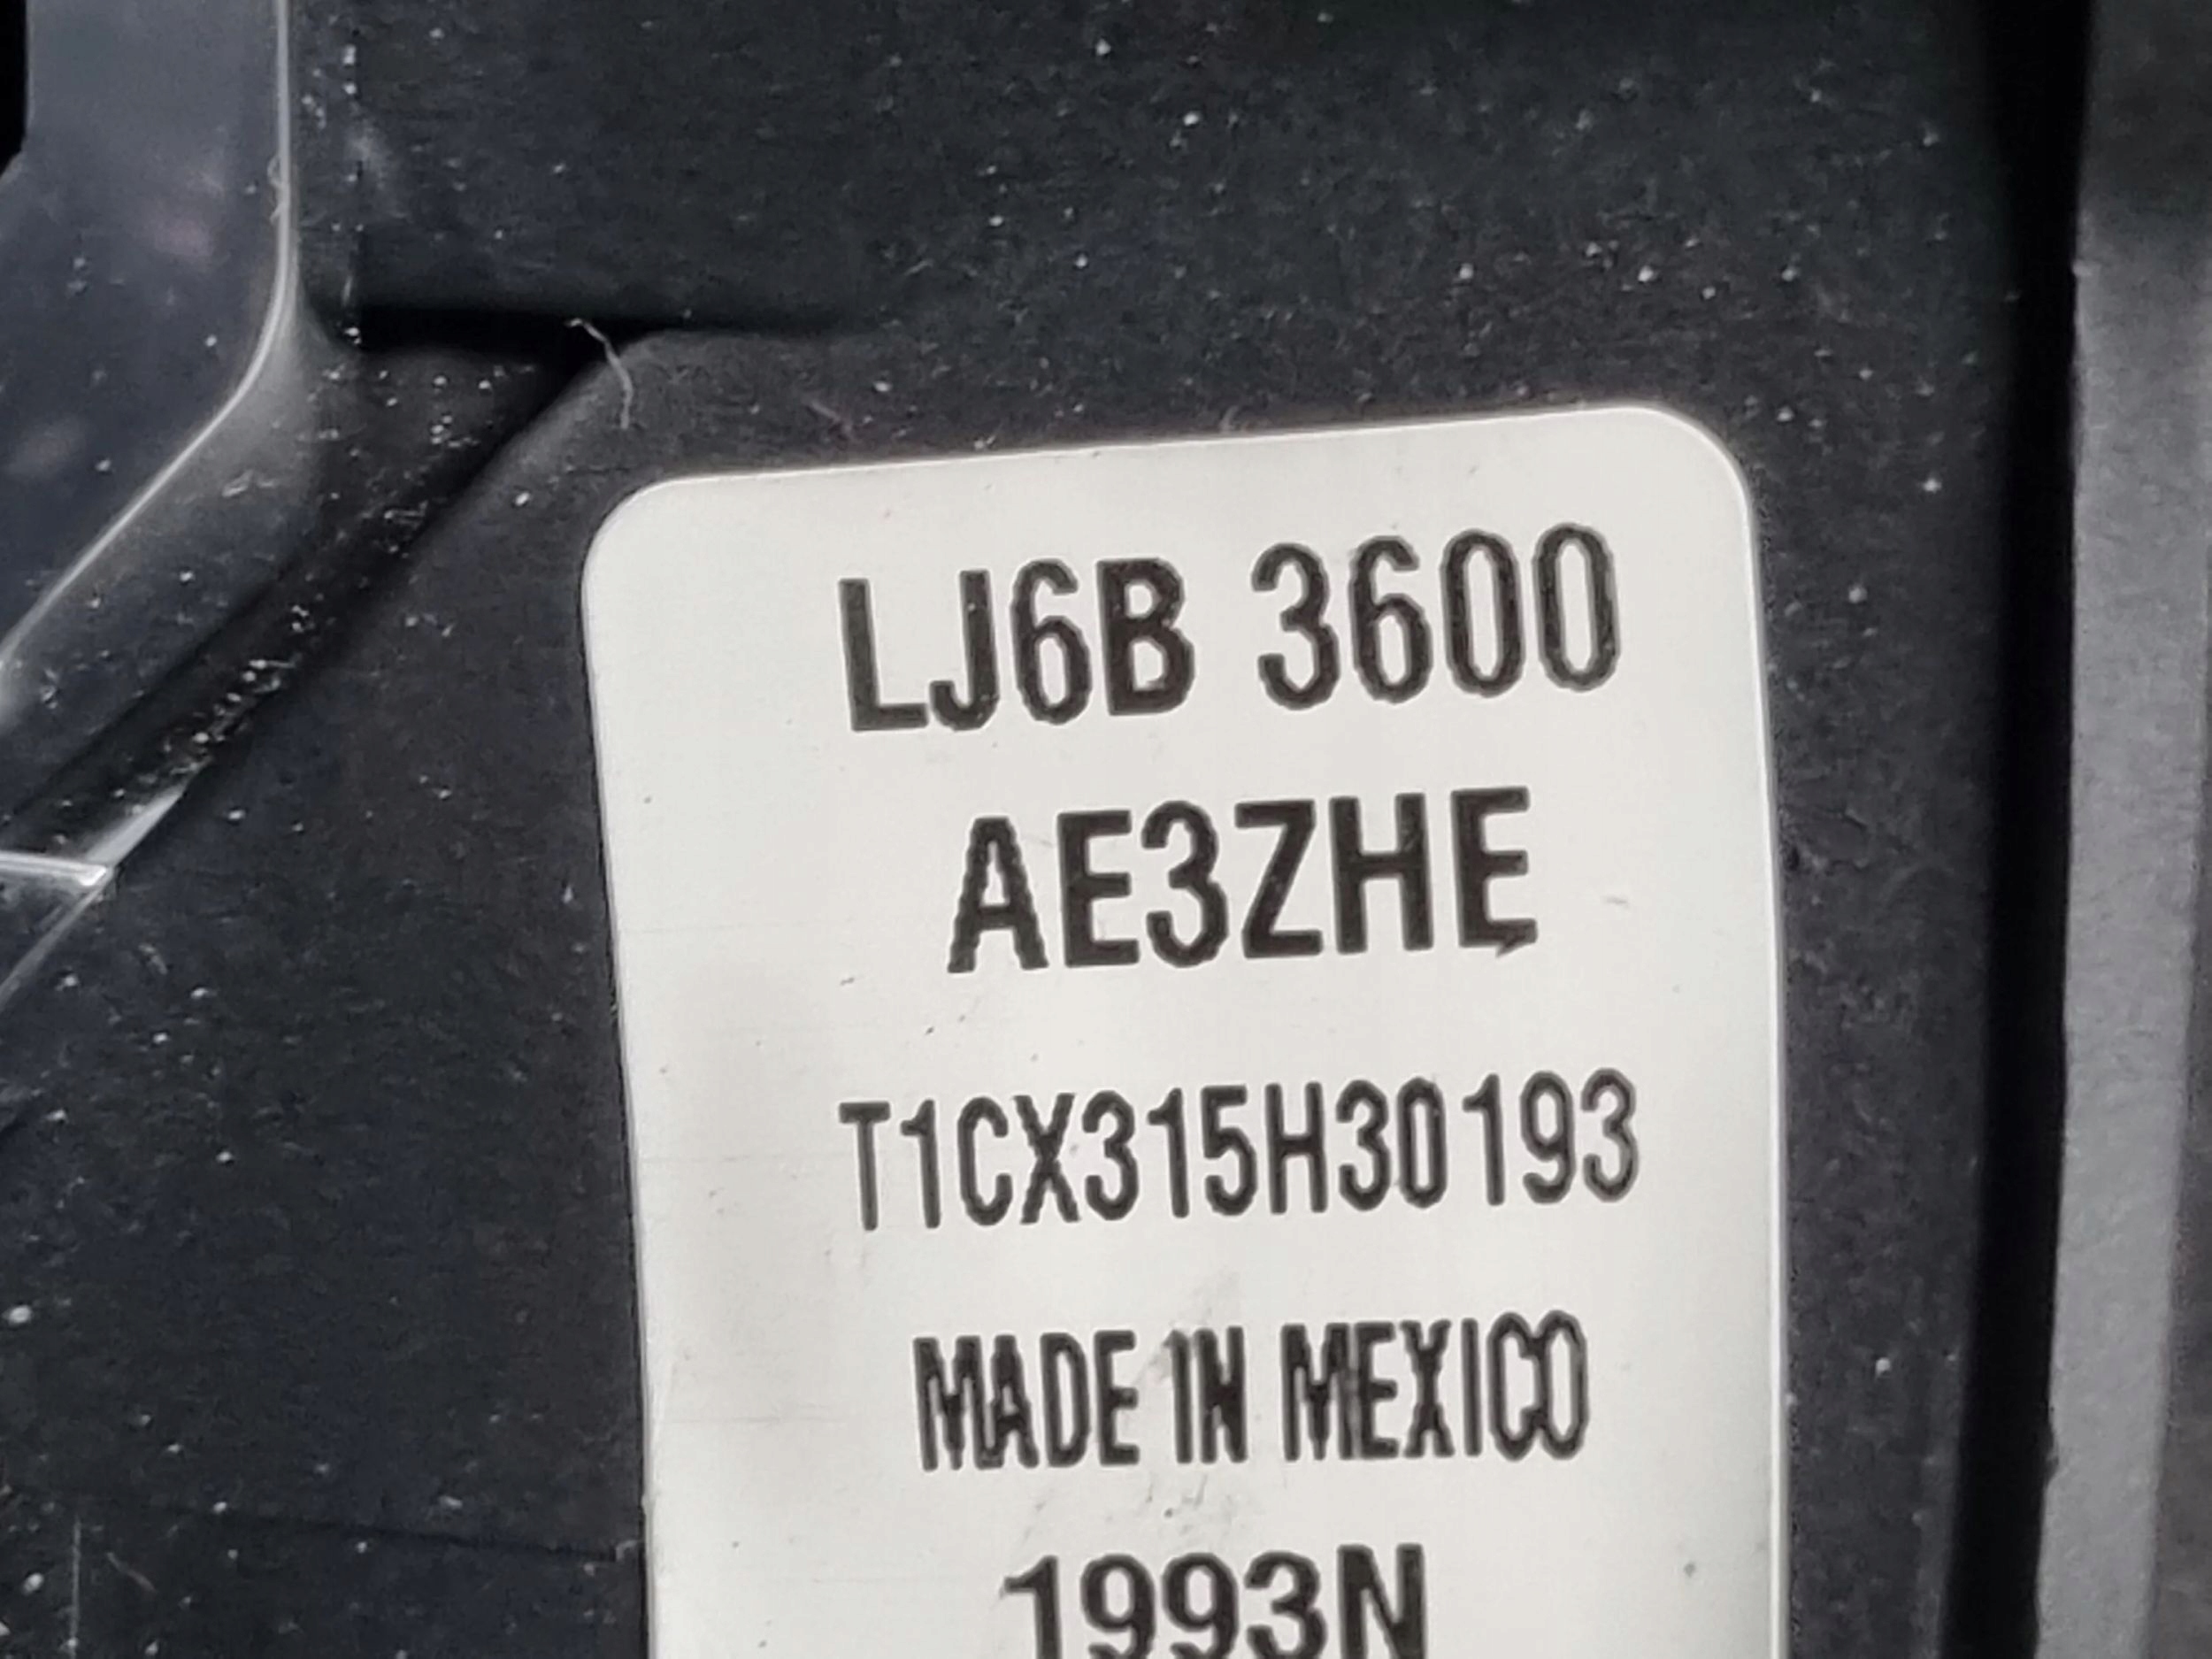 LJ6B 3600
AE3ZHE
T1CX315H30193
MADE IN MEXICO
1993N